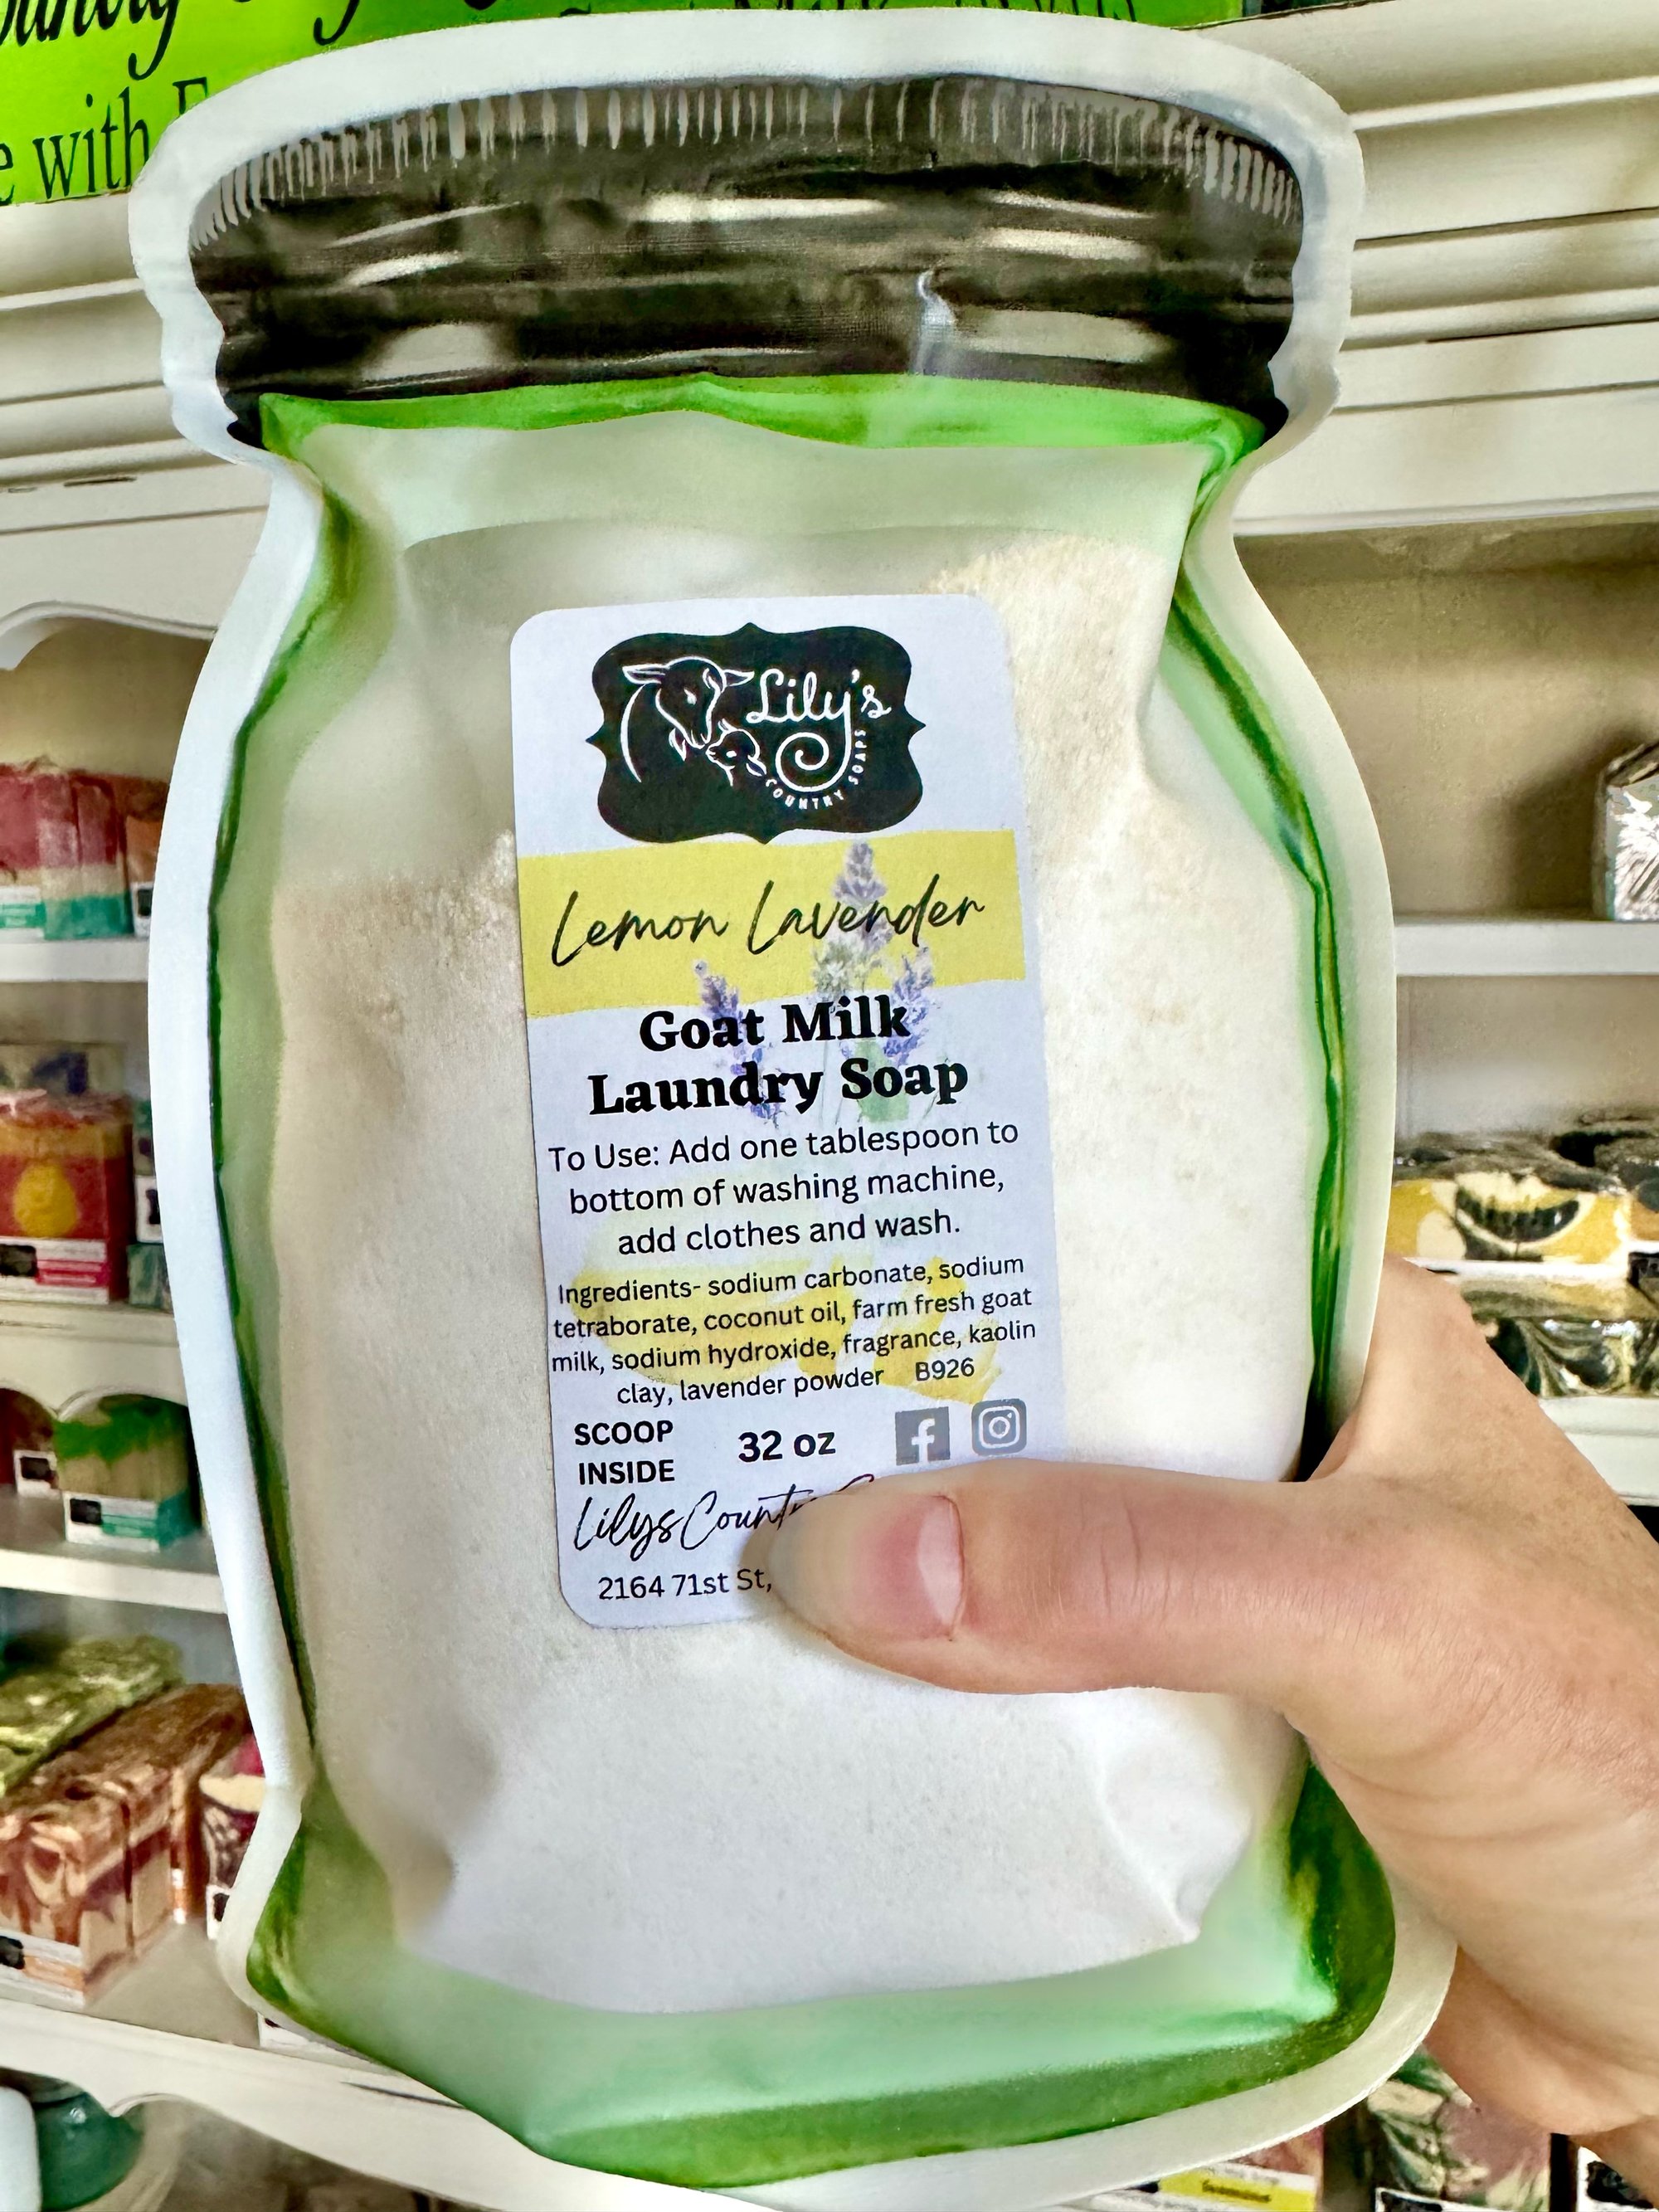 e with
Lily's
COUNTRY SOAPS
Lemon Lavender
Goat Milk
Laundry Soap
To Use: Add one tablespoon to
bottom of washing machine,
add clothes and wash.
Ingredients- sodium carbonate, sodium
tetraborate, coconut oil, farm fresh goat
milk, sodium hydroxide, fragrance, kaolin
clay, lavender powder B926
SCOOP
INSIDE
32 oz
LilysCount
2164 71st St,